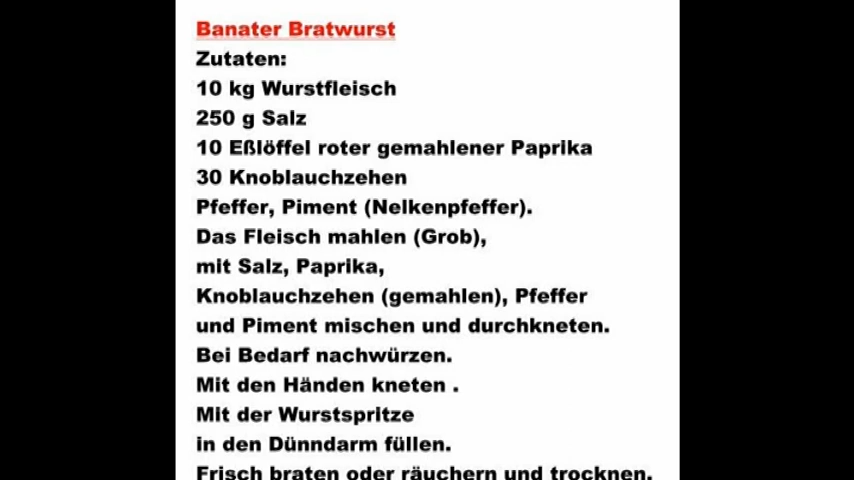 Banater Bratwurst
Zutaten:
10 kg Wurstfleisch
250 g Salz
10 Eßlöffel roter gemahlener Paprika
30 Knoblauchzehen
Pfeffer, Piment (Nelkenpfeffer).
Das Fleisch mahlen (Grob),
mit Salz, Paprika,
Knoblauchzehen (gemahlen), Pfeffer
und Piment mischen und durchkneten.
Bei Bedarf nachwürzen.
Mit den Händen kneten .
Mit der Wurstspritze
in den Dünndarm füllen.
Frisch braten oder räuchern und trocknen.